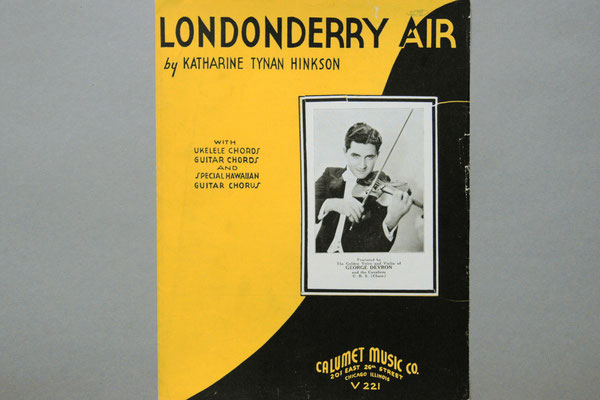 LONDONDERRY AIR
by KATHARINE TYNAN HINKSON
WITH
UKELELE CHORDS
GUITAR CHORDS
AND
SPECIAL HAWAIIAN
GUITAR CHORUS
Featured by
The Golden Voice and Violin of
GEORGE DEVRON
and the Complete
C. B. S. (Chain)
CALUMET MUSIC CO.
201 EAST 26th STREET
CHICAGO ILLINOIS
V 221